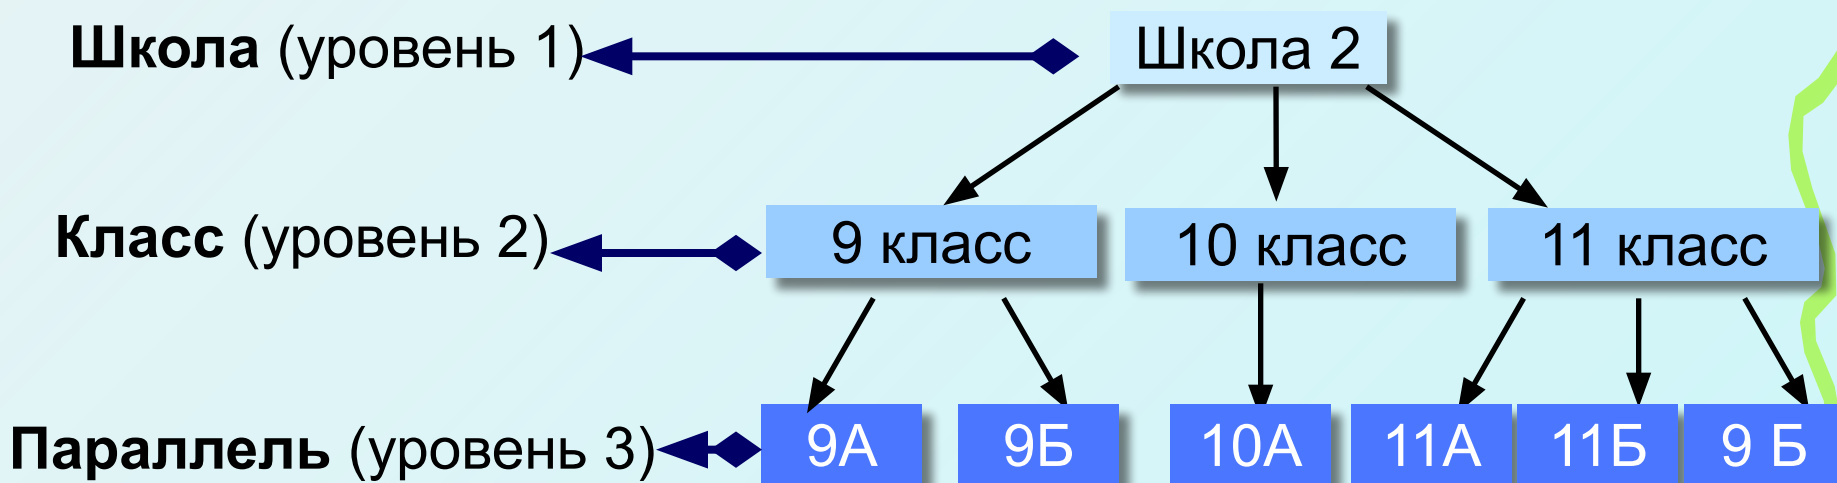 Школа (уровень 1)
Школа 2
Класс (уровень 2)
9 класс
10 класс
11 класс
Параллель (уровень 3)
9А
9Б
10А
11А
11Б
9 Б